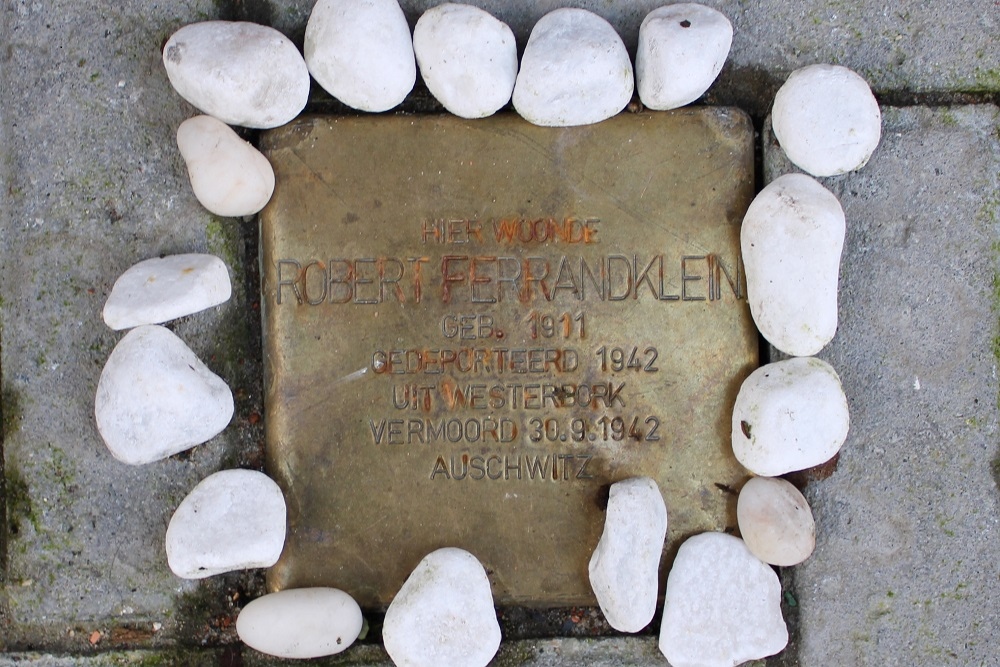 HIER WOONDE
ROBERT FERRANDKLEIN
GEB. 1911
GEDEPORTEERD 1942
UIT WESTERBORK
VERMOORD 30.9.1942
AUSCHWITZ